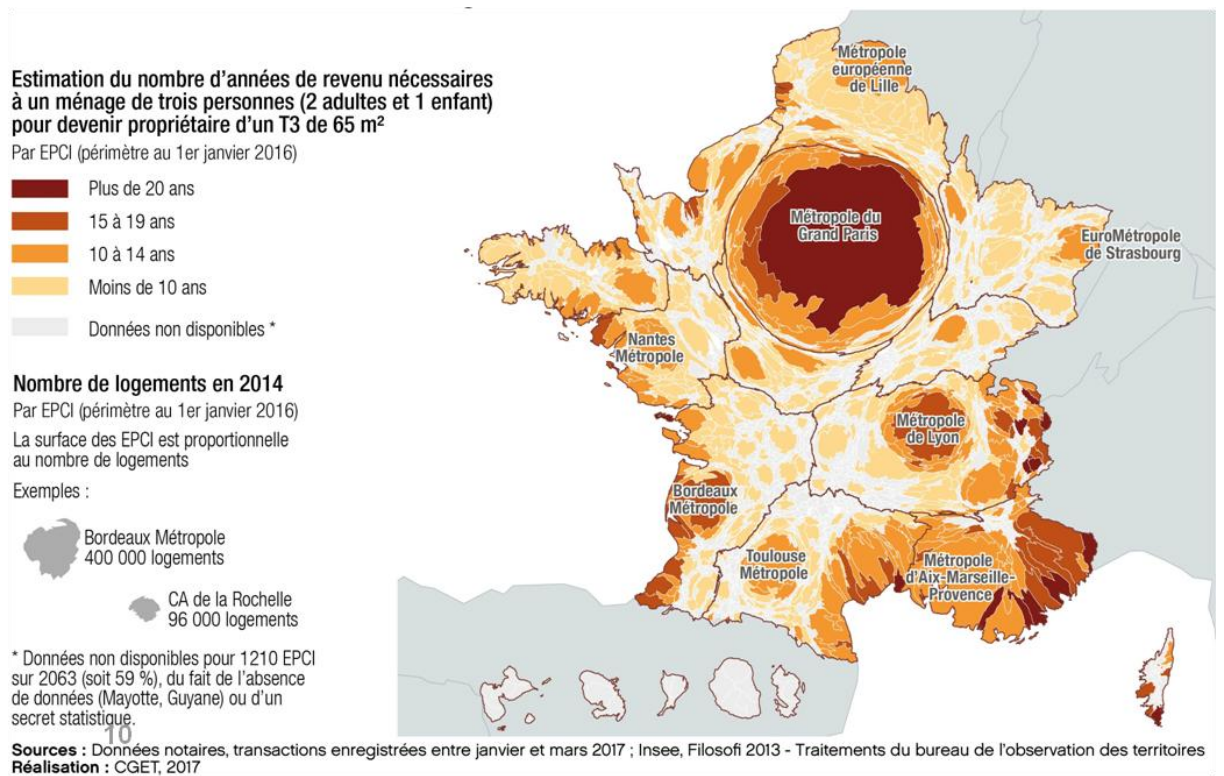 Estimation du nombre d'années de revenu nécessaires
à un ménage de trois personnes (2 adultes et 1 enfant)
pour devenir propriétaire d'un T3 de 65 m²
Par EPCI (périmètre au 1er janvier 2016)
Plus de 20 ans
15 à 19 ans
10 à 14 ans
Moins de 10 ans
Données non disponibles *
Nombre de logements en 2014
Par EPCI (périmètre au 1er janvier 2016)
La surface des EPCI est proportionnelle
au nombre de logements
Exemples :
Bordeaux Métropole
400 000 logements
CA de la Rochelle
96 000 logements
* Données non disponibles pour 1210 EPCI
sur 2063 (soit 59 %), du fait de l'absence
de données (Mayotte, Guyane) ou d'un
secret statistique.
10
Métropole
européenne
de Lille
Métropole du
Grand Paris
EuroMétropole
de Strasbourg
Nantes
Métropole
Métropole
de Lyon
Bordeaux
Métropole
Toulouse
Métropole
Métropole
d'Aix-Marseille-
Provence
Sources : Données notaires, transactions enregistrées entre janvier et mars 2017 ; Insee, Filosofi 2013 - Traitements du bureau de l'observation des territoires
Réalisation : CGET, 2017